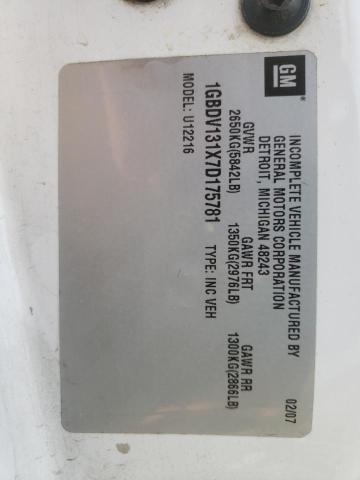 GM
INCOMPLETE VEHICLE MANUFACTURED BY
GENERAL MOTORS CORPORATION
DETROIT, MICHIGAN 48243
02/07
GVWR GAWR FRT GAWR RR
2650KG(5842LB) 1350KG(2976LB) 1300KG(2866LB)
1GBDV131X7D175781 TYPE: INC VEH
MODEL: U12216